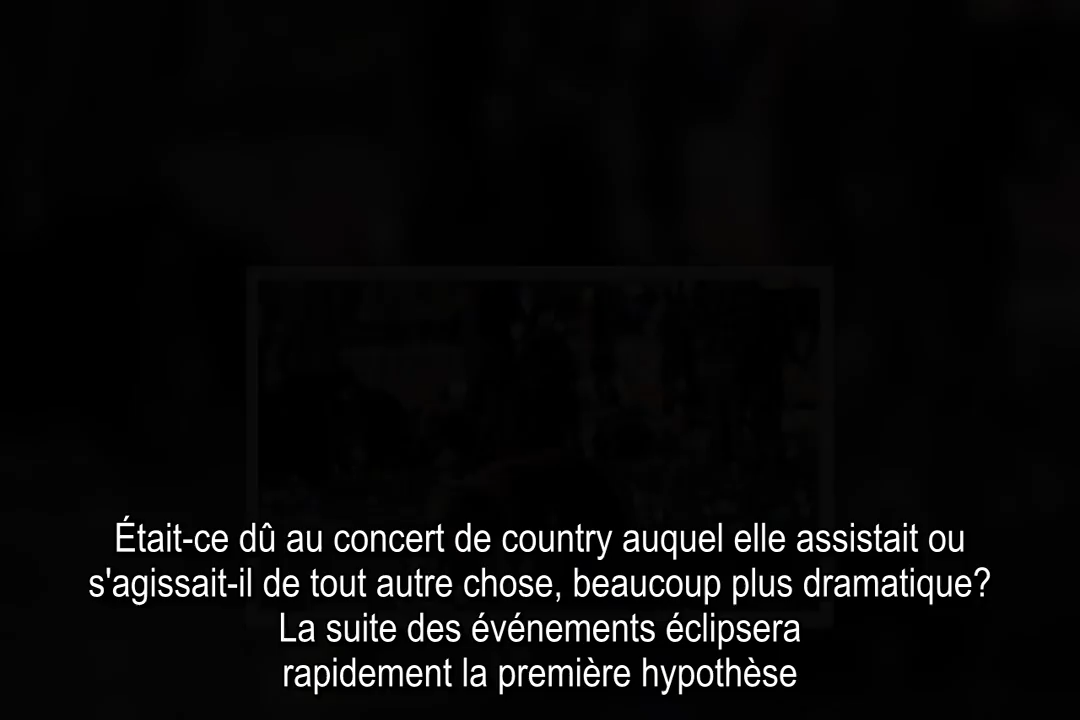 Était-ce dû au concert de country auquel elle assistait ou
s'agissait-il de tout autre chose, beaucoup plus dramatique?
La suite des événements éclipsera
rapidement la première hypothèse